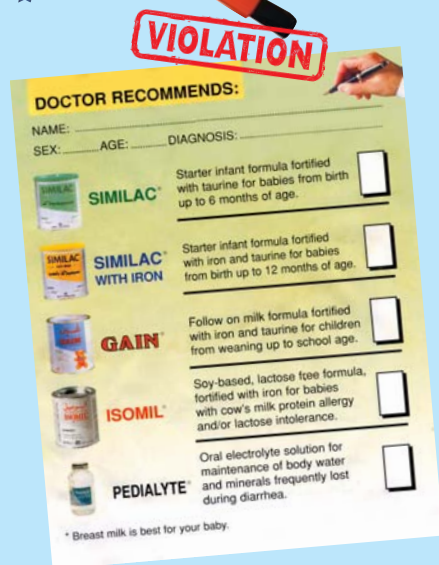 VIOLATION
DOCTOR RECOMMENDS:
NAME:
SEX: AGE: DIAGNOSIS:
Starter infant formula fortified
with taurine for babies from birth
up to 6 months of age.
SIMILAC
SIMILAC®
Starter infant formula fortified
with iron and taurine for babies
from birth up to 12 months of age.
SIMILAC
SIMILAC®
WITH IRON
Follow on milk formula fortified
with iron and taurine for children
from weaning up to school age.
GAIN®
Soy-based, lactose free formula,
fortified with iron for babies
with cow's milk protein allergy
and/or lactose intolerance.
ISOMIL®
Oral electrolyte solution for
maintenance of body water
and minerals frequently lost
during diarrhea.
PEDIALYTE®
* Breast milk is best for your baby.